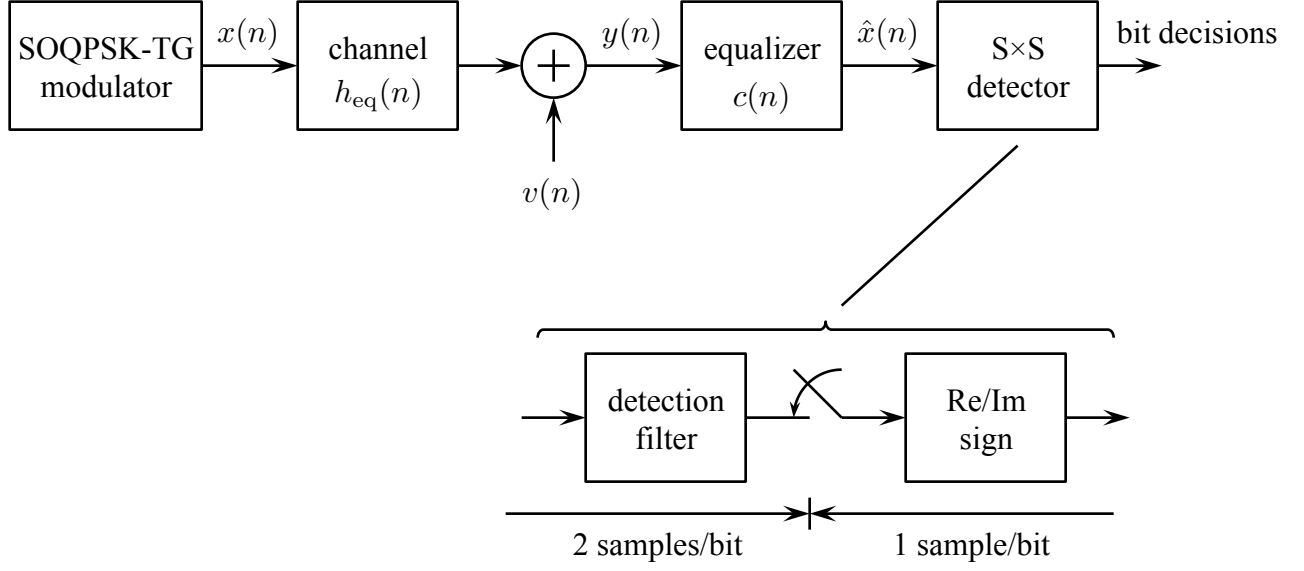 SOQPSK-TG
modulator
x(n)
channel
h_eq(n)
+
v(n)
y(n)
equalizer
c(n)
x̂(n)
S×S
detector
bit decisions
detection
filter
Re/Im
sign
2 samples/bit
1 sample/bit